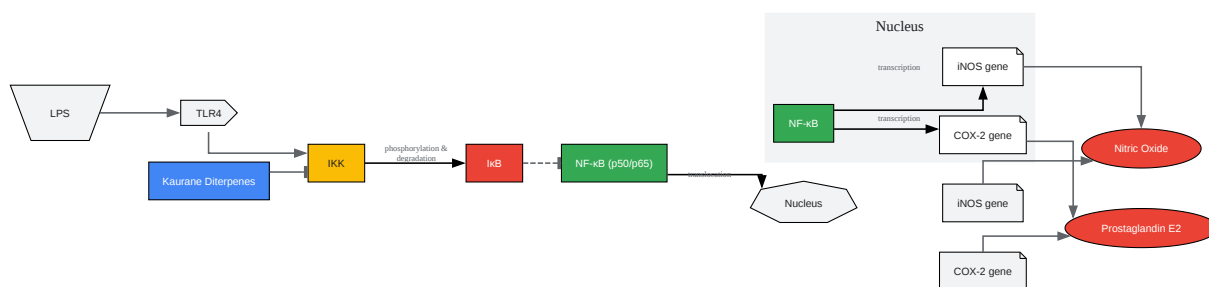 Nucleus
LPS
TLR4
Kaurane Diterpenes
IKK
phosphorylation &
degradation
IκB
NF-κB (p50/p65)
translocation
Nucleus
NF-κB
transcription
transcription
iNOS gene
COX-2 gene
iNOS gene
COX-2 gene
Nitric Oxide
Prostaglandin E2